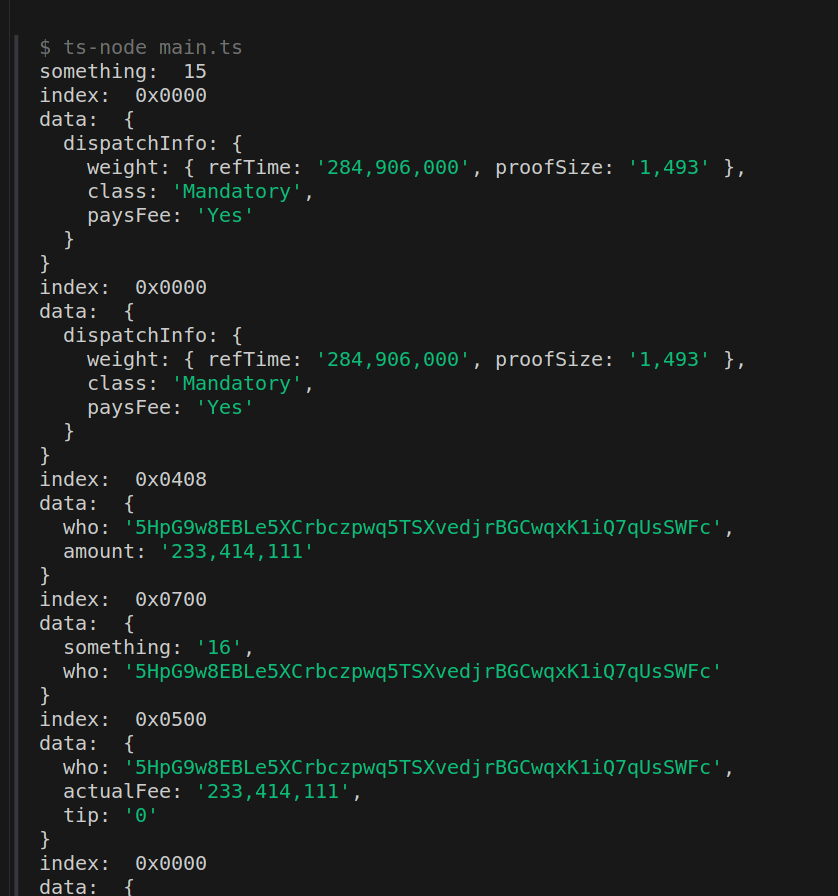 $ ts-node main.ts
something:  15
index:  0x0000
data:  {
  dispatchInfo: {
    weight: { refTime: '284,906,000', proofSize: '1,493' },
    class: 'Mandatory',
    paysFee: 'Yes'
  }
}
index:  0x0000
data:  {
  dispatchInfo: {
    weight: { refTime: '284,906,000', proofSize: '1,493' },
    class: 'Mandatory',
    paysFee: 'Yes'
  }
}
index:  0x0408
data:  {
  who: '5HpG9w8EBLe5XCrbczpwq5TSXvedjrBGCwqxK1iQ7qUsSWFc',
  amount: '233,414,111'
}
index:  0x0700
data:  {
  something: '16',
  who: '5HpG9w8EBLe5XCrbczpwq5TSXvedjrBGCwqxK1iQ7qUsSWFc'
}
index:  0x0500
data:  {
  who: '5HpG9w8EBLe5XCrbczpwq5TSXvedjrBGCwqxK1iQ7qUsSWFc',
  actualFee: '233,414,111',
  tip: '0'
}
index:  0x0000
data:  {